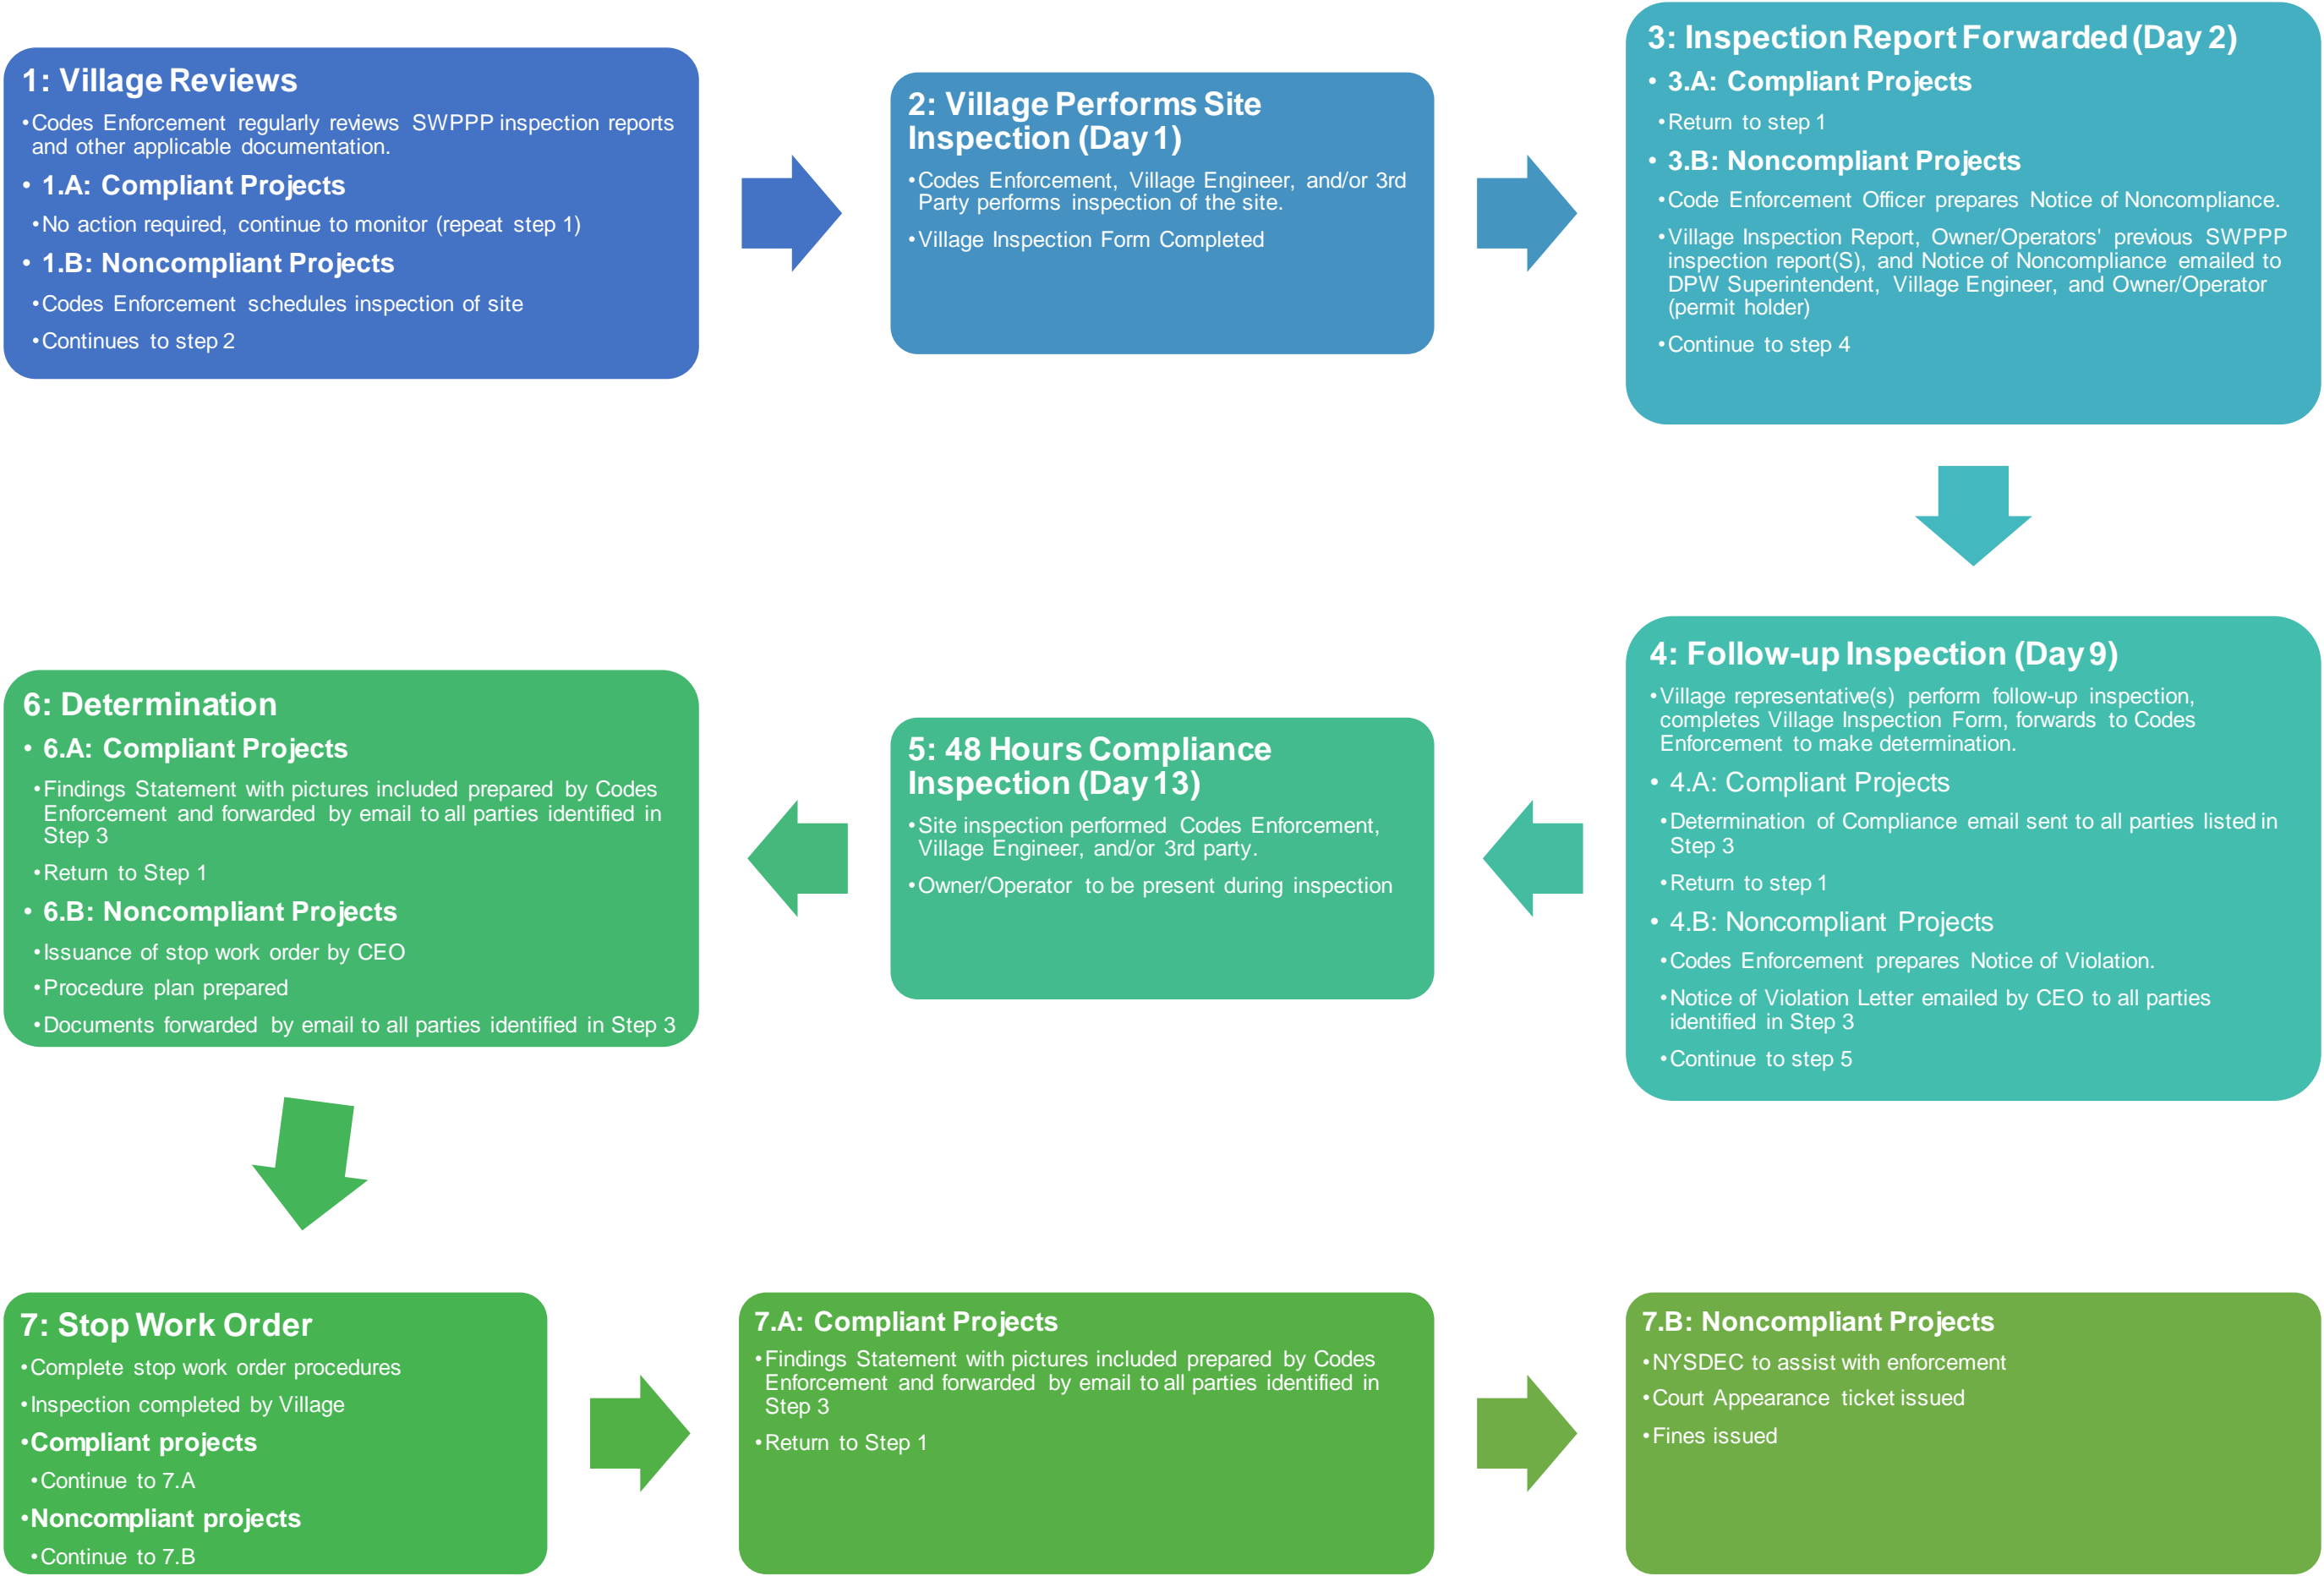 1: Village Reviews
•Codes Enforcement regularly reviews SWPPP inspection reports
and other applicable documentation.
• 1.A: Compliant Projects
•No action required, continue to monitor (repeat step 1)
• 1.B: Noncompliant Projects
•Codes Enforcement schedules inspection of site
•Continues to step 2
2: Village Performs Site
Inspection (Day 1)
•Codes Enforcement, Village Engineer, and/or 3rd
Party performs inspection of the site.
•Village Inspection Form Completed
3: Inspection Report Forwarded (Day 2)
• 3.A: Compliant Projects
•Return to step 1
• 3.B: Noncompliant Projects
•Code Enforcement Officer prepares Notice of Noncompliance.
•Village Inspection Report, Owner/Operators' previous SWPPP
inspection report(S), and Notice of Noncompliance emailed to
DPW Superintendent, Village Engineer, and Owner/Operator
(permit holder)
•Continue to step 4
4: Follow-up Inspection (Day 9)
•Village representative(s) perform follow-up inspection,
completes Village Inspection Form, forwards to Codes
Enforcement to make determination.
• 4.A: Compliant Projects
•Determination of Compliance email sent to all parties listed in
Step 3
•Return to step 1
• 4.B: Noncompliant Projects
•Codes Enforcement prepares Notice of Violation.
•Notice of Violation Letter emailed by CEO to all parties
identified in Step 3
•Continue to step 5
5: 48 Hours Compliance
Inspection (Day 13)
•Site inspection performed Codes Enforcement,
Village Engineer, and/or 3rd party.
•Owner/Operator to be present during inspection
6: Determination
• 6.A: Compliant Projects
•Findings Statement with pictures included prepared by Codes
Enforcement and forwarded by email to all parties identified in
Step 3
•Return to Step 1
• 6.B: Noncompliant Projects
•Issuance of stop work order by CEO
•Procedure plan prepared
•Documents forwarded by email to all parties identified in Step 3
7: Stop Work Order
•Complete stop work order procedures
•Inspection completed by Village
•Compliant projects
•Continue to 7.A
•Noncompliant projects
•Continue to 7.B
7.A: Compliant Projects
•Findings Statement with pictures included prepared by Codes
Enforcement and forwarded by email to all parties identified in
Step 3
•Return to Step 1
7.B: Noncompliant Projects
•NYSDEC to assist with enforcement
•Court Appearance ticket issued
•Fines issued